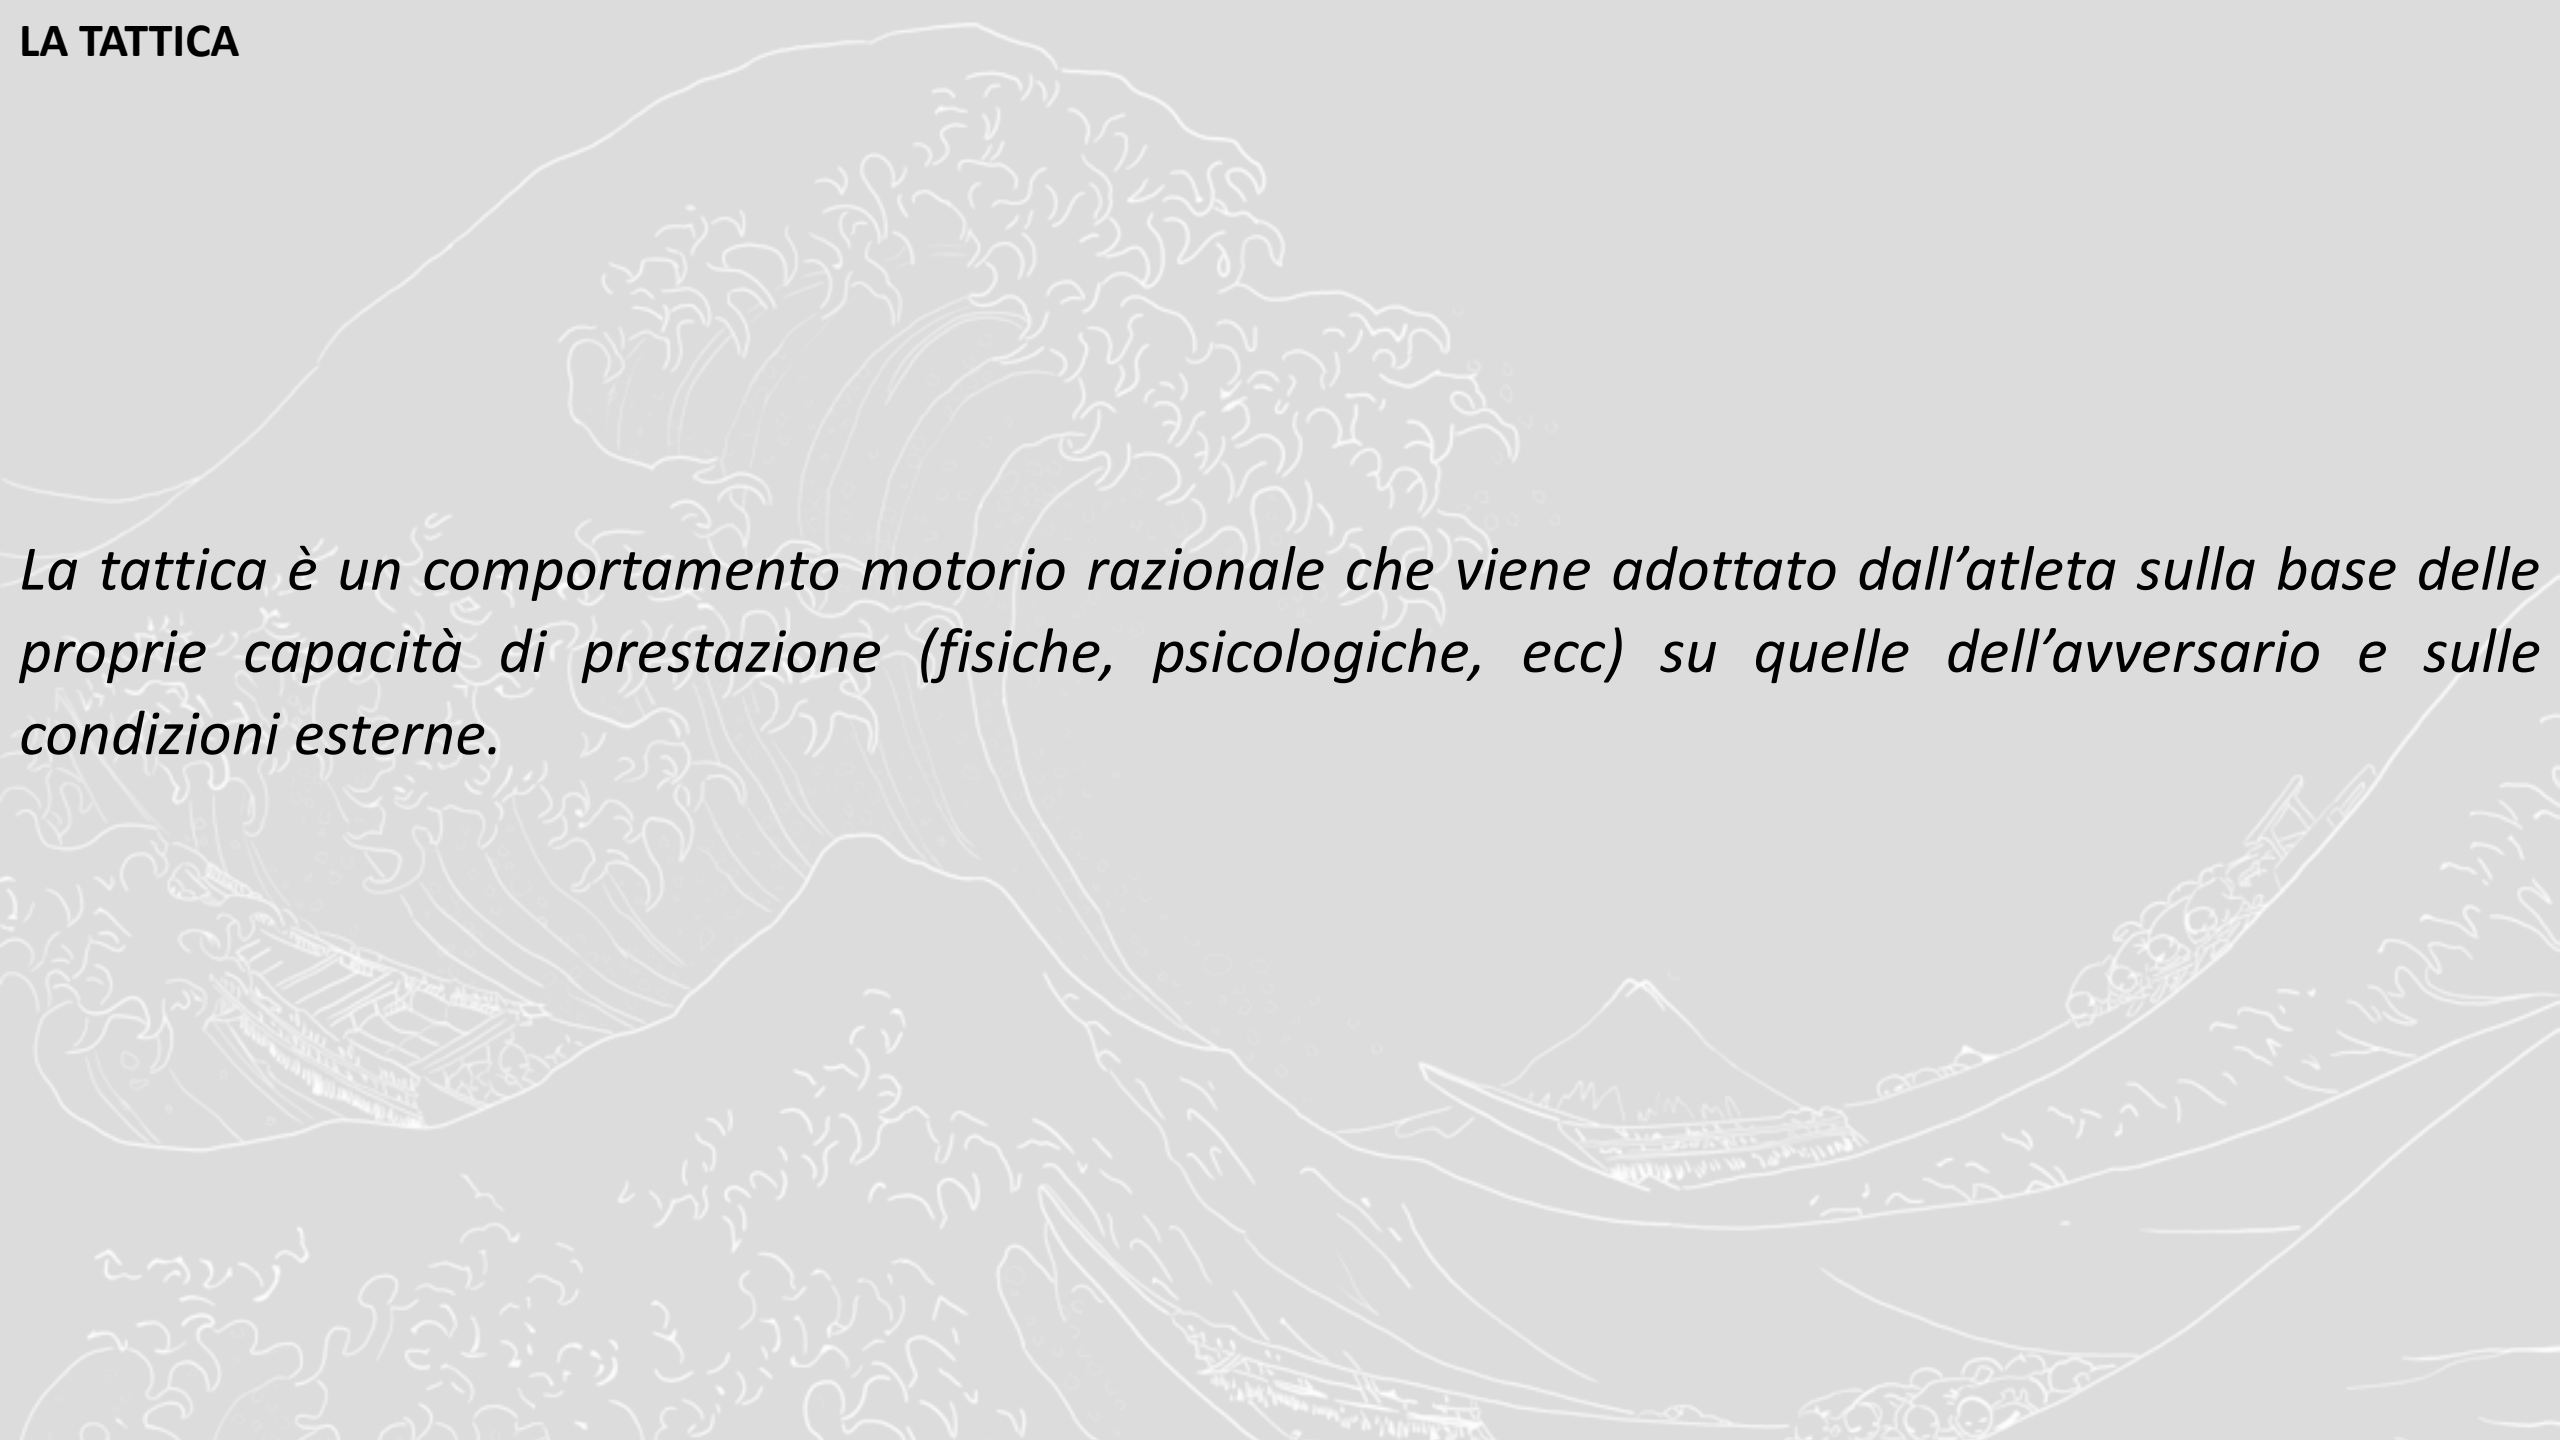 LA TATTICA
La tattica è un comportamento motorio razionale che viene adottato dall’atleta sulla base delle
proprie capacità di prestazione (fisiche, psicologiche, ecc) su quelle dell’avversario e sulle
condizioni esterne.